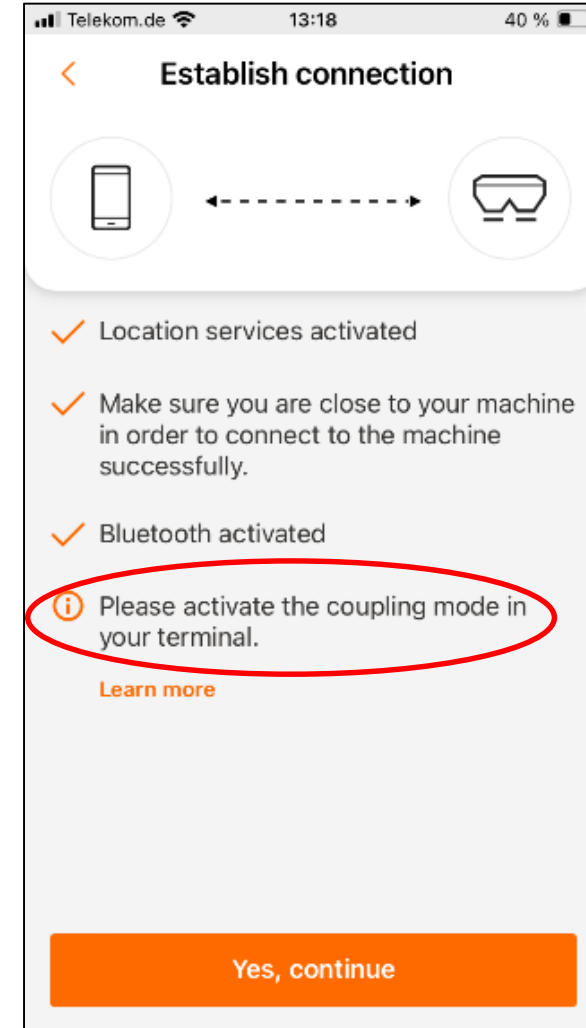 Telekom.de 13:18 40 %
Establish connection
Location services activated
Make sure you are close to your machine
in order to connect to the machine
successfully.
Bluetooth activated
Please activate the coupling mode in
your terminal.
Learn more
Yes, continue